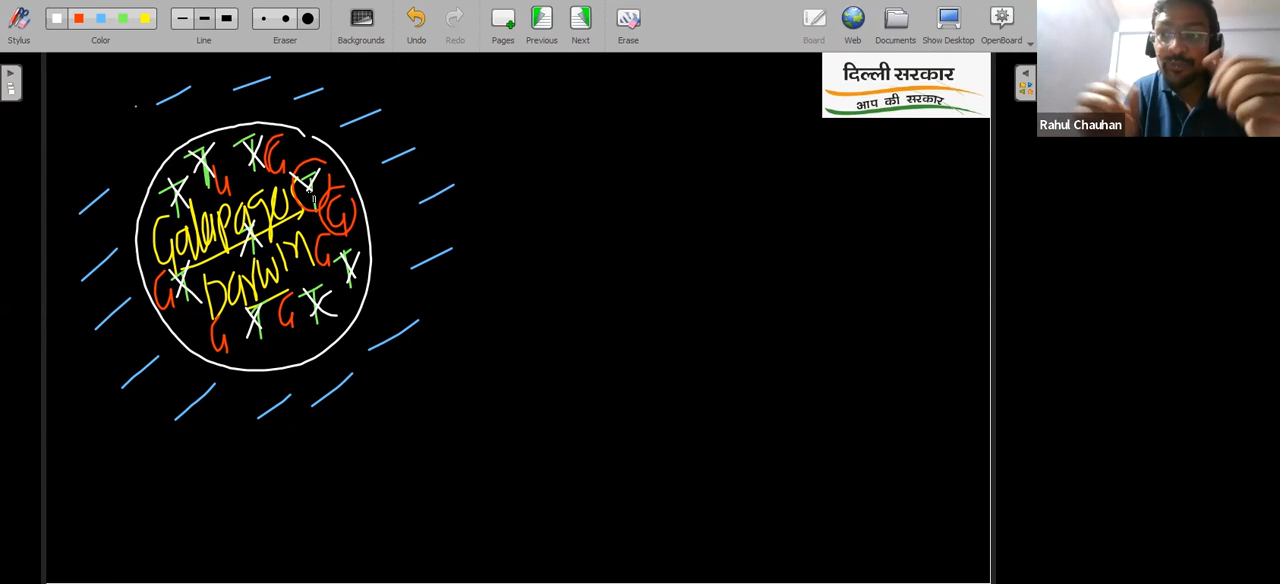 Stylus
Color
Line
Eraser
Backgrounds
Undo
Redo
Pages
Previous
Next
Erase
Board
Web
Documents
Show Desktop
OpenBoard
दिल्ली सरकार
आप की सरकार
Rahul Chauhan
T T T G T
G G
Galapagus
T
Darwin G T
G T
T G T
G